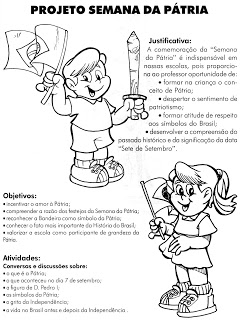 PROJETO SEMANA DA PÁTRIA
Justificativa:
A comemoração da "Semana
da Pátria" é indispensável em
nossas escolas, pois proporcio-
na ao professor oportunidade de:
• formar na criança o con-
ceito de Pátria;
• despertar o sentimento de
patriotismo;
• formar atitude de respeito
aos símbolos do Brasil;
• desenvolver a compreensão do
passado histórico e da significação da data
"Sete de Setembro".
Objetivos:
• incentivar o amor à Pátria;
• compreender a razão dos festejos da Semana da Pátria;
• reconhecer a Bandeira como símbolo da Pátria;
• conhecer o fato mais importante da História do Brasil;
• valorizar a escola como participante da grandeza da
Pátria.
Atividades:
Conversas e discussões sobre:
• o que é a Pátria;
• o que aconteceu no dia 7 de setembro;
• a figura de D. Pedro I;
• os símbolos da Pátria;
• o grito da Independência;
• a vida no Brasil antes e depois da Independência.